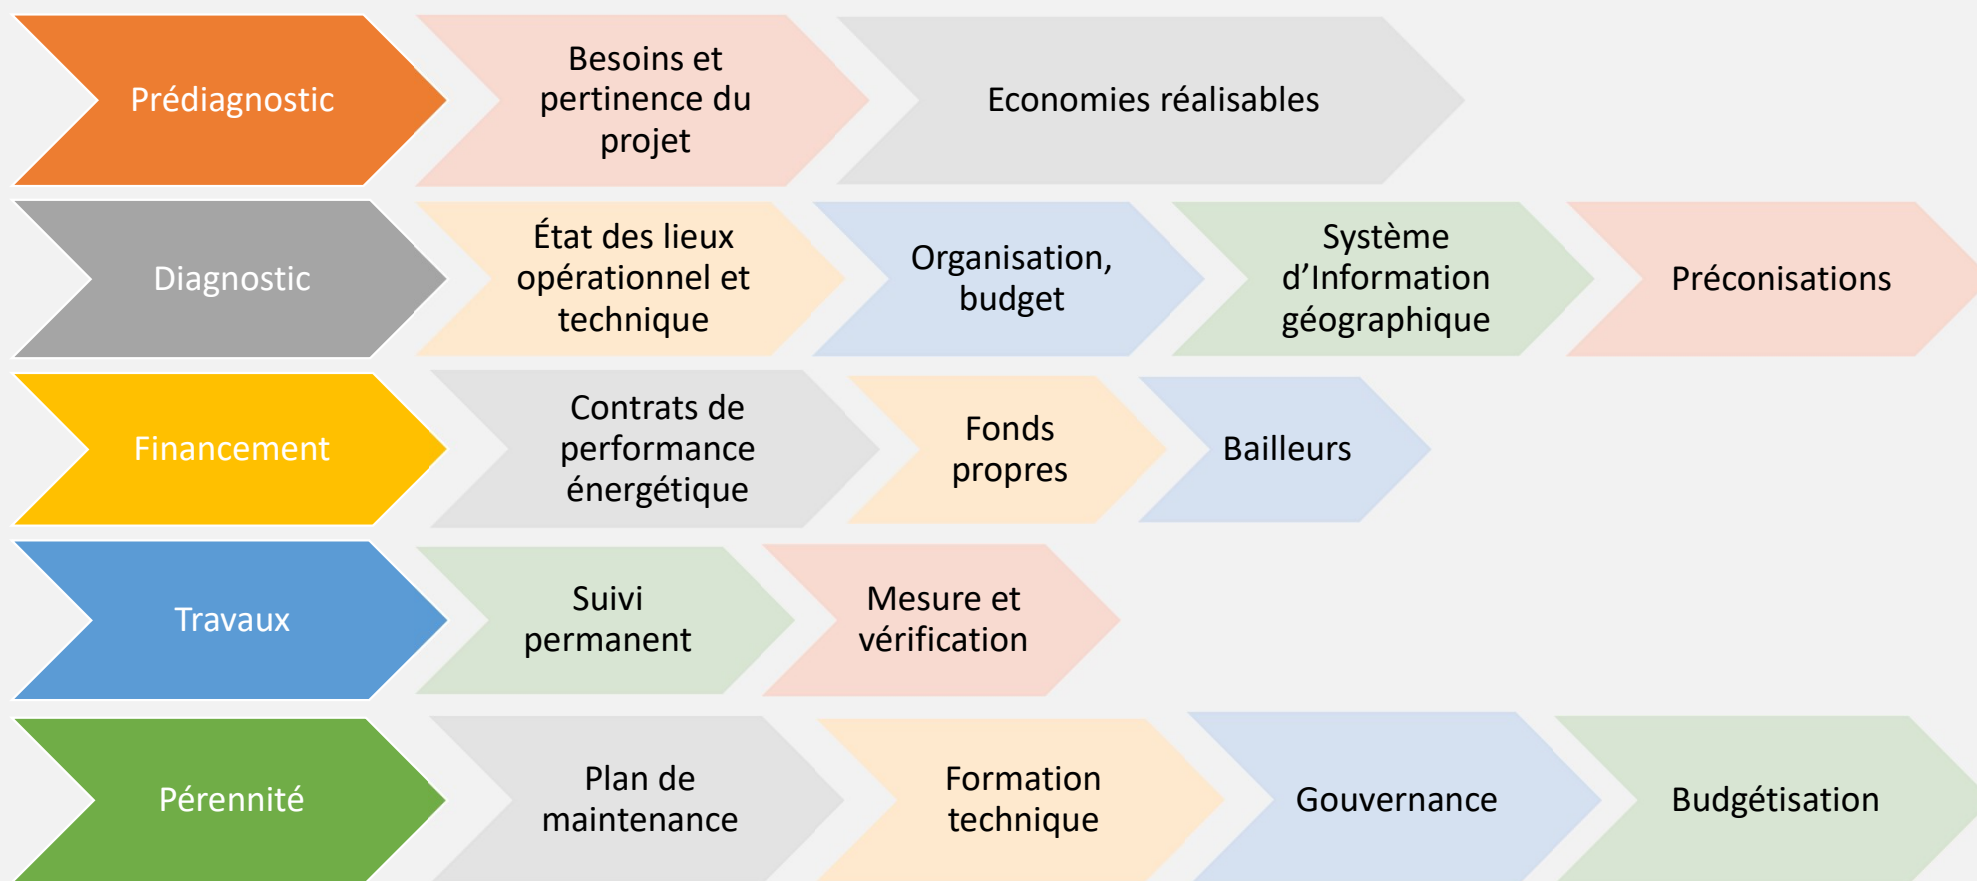 Prédiagnostic
Besoins et
pertinence du
projet
Economies réalisables
Diagnostic
État des lieux
opérationnel et
technique
Organisation,
budget
Système
d’Information
géographique
Préconisations
Financement
Contrats de
performance
énergétique
Fonds
propres
Bailleurs
Travaux
Suivi
permanent
Mesure et
vérification
Pérennité
Plan de
maintenance
Formation
technique
Gouvernance
Budgétisation